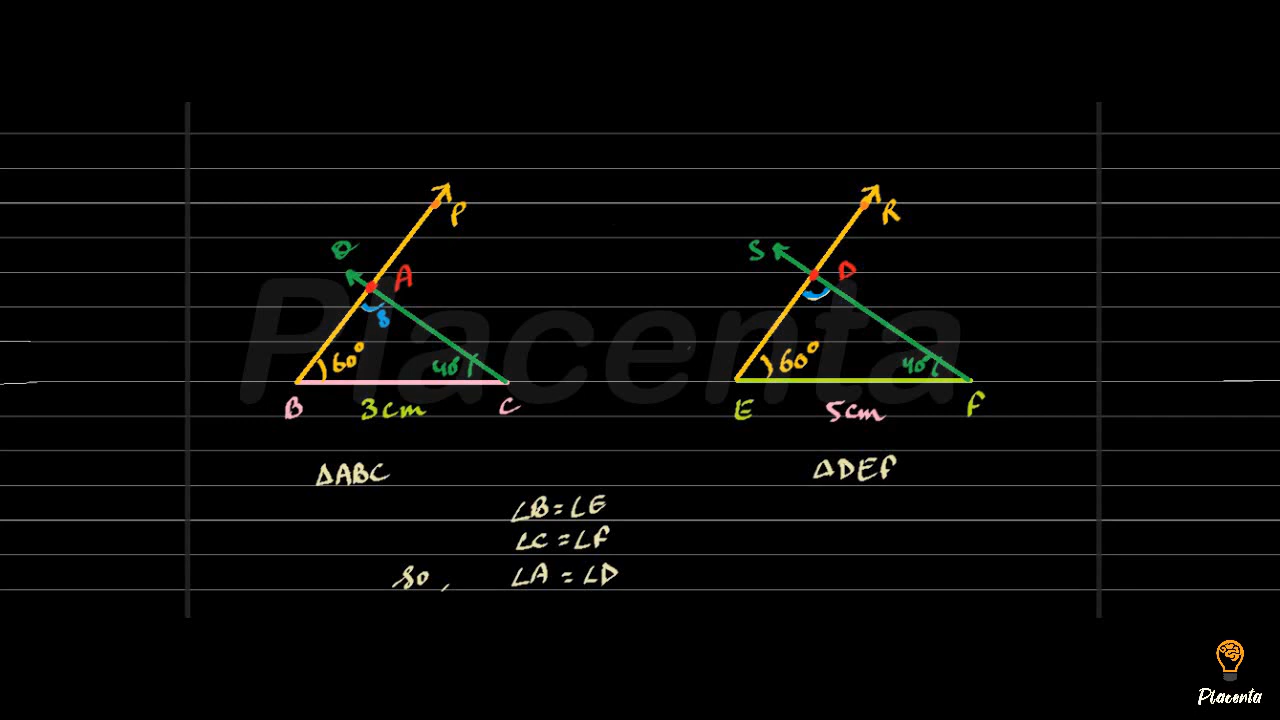 P
R
Q
S
A
D
60°
40°
60°
40°
B
3cm
C
E
5cm
F
ΔABC
ΔDEF
∠B=∠E
∠C=∠F
So, ∠A=∠D
Placenta
Placenta